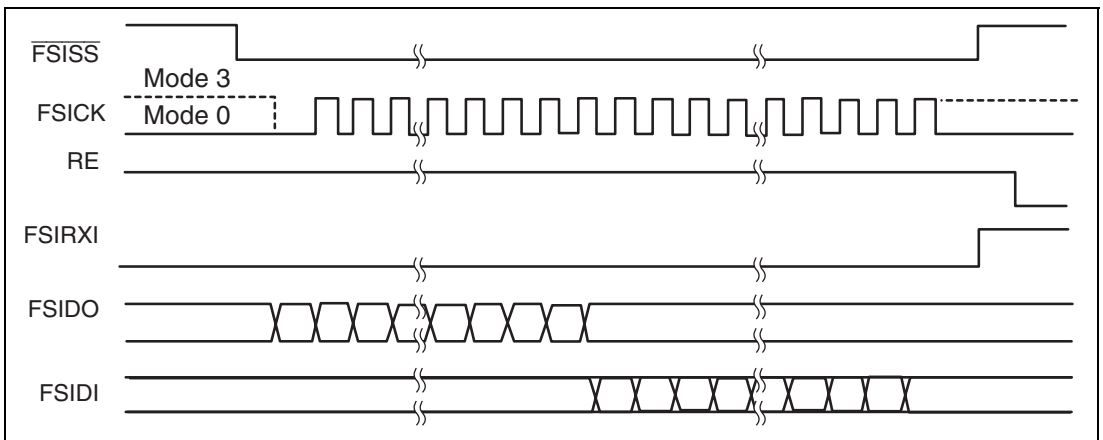 FSISS
Mode 3
FSICK
Mode 0
RE
FSIRXI
FSIDO
FSIDI